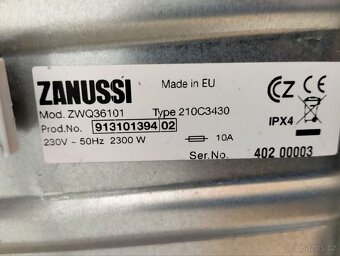 ZANUSSI
Made in EU
Mod. ZWQ36101 Type 210C3430
Prod.No. 913101394 02
230V ~ 50Hz 2300 W 10A
IPX4
Ser.No. 402 00003